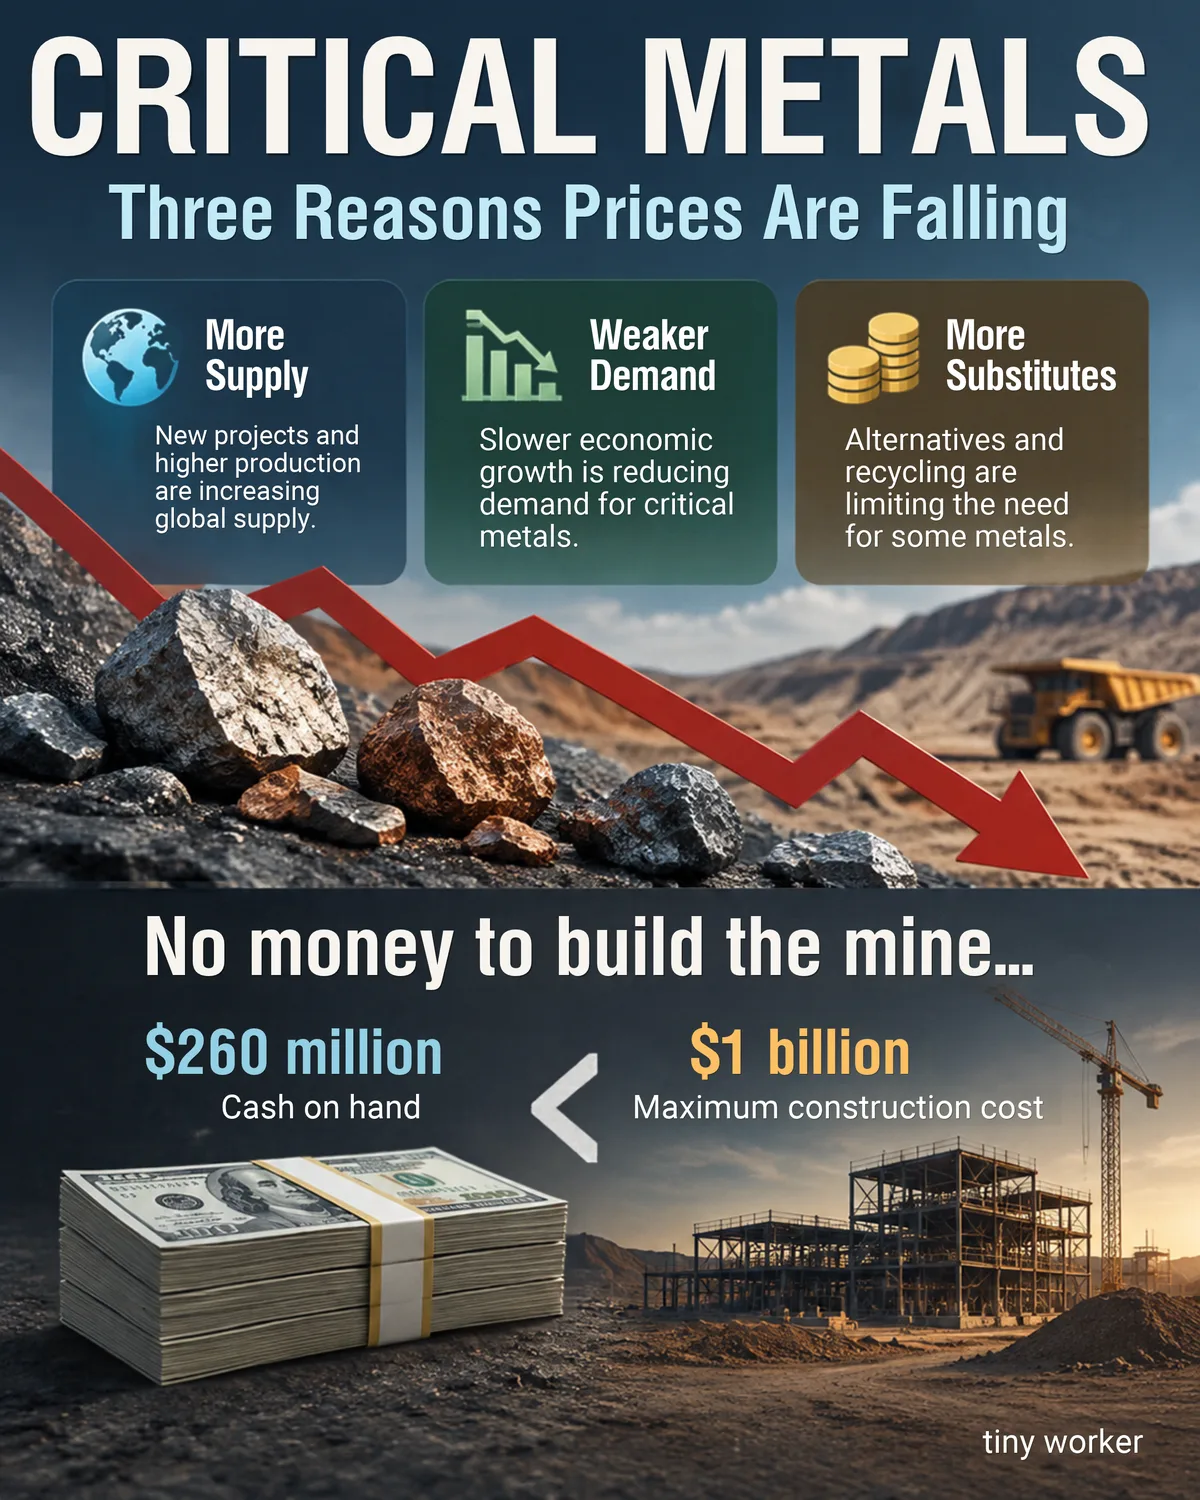 CRITICAL METALS
Three Reasons Prices Are Falling
More
Supply
New projects and
higher production
are increasing
global supply.
Weaker
Demand
Slower economic
growth is reducing
demand for critical
metals.
More
Substitutes
Alternatives and
recycling are
limiting the need
for some metals.
No money to build the mine...
$260 million
Cash on hand
<
$1 billion
Maximum construction cost
tiny worker